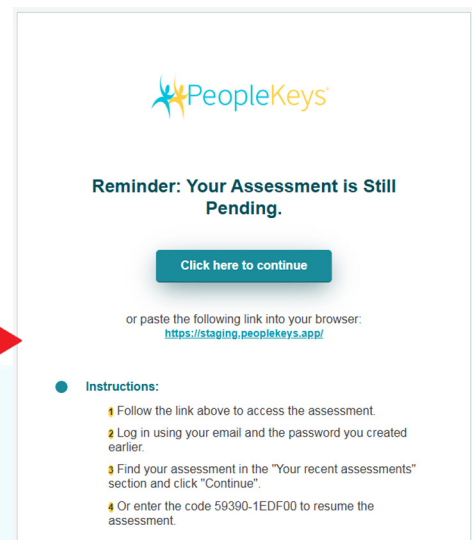 PeopleKeys®
Reminder: Your Assessment is Still
Pending.
Click here to continue
or paste the following link into your browser:
https://staging.peoplekeys.app/
Instructions:
1 Follow the link above to access the assessment.
2 Log in using your email and the password you created
earlier.
3 Find your assessment in the "Your recent assessments"
section and click "Continue".
4 Or enter the code 59390-1EDF00 to resume the
assessment.